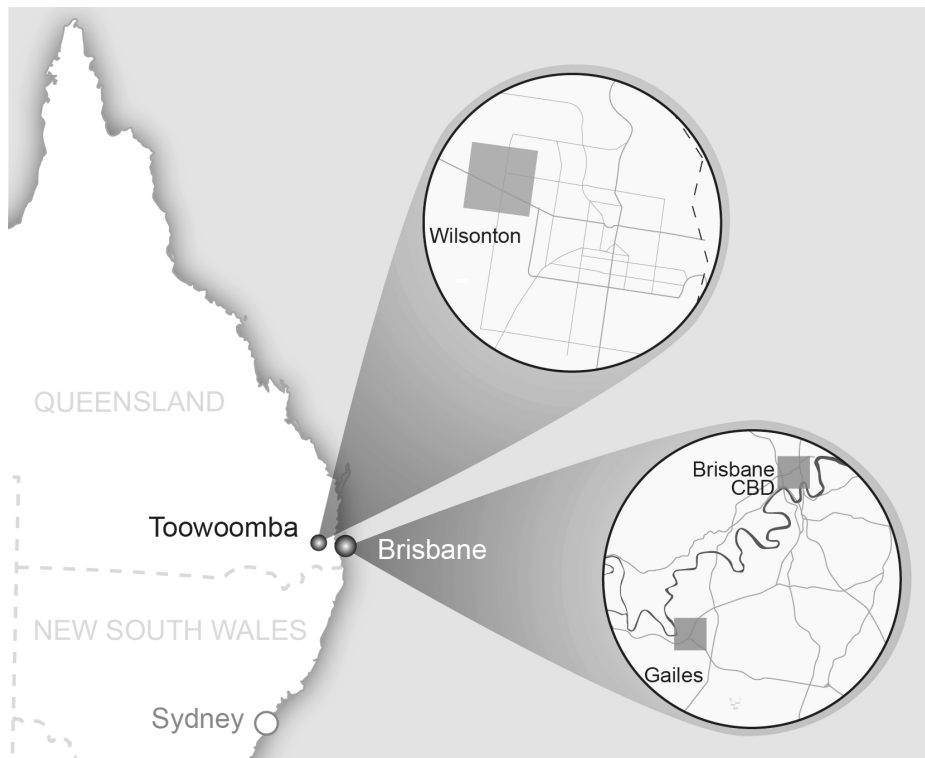 Wilsonton
QUEENSLAND
Brisbane
CBD
Toowoomba
Brisbane
NEW SOUTH WALES
Gailes
Sydney